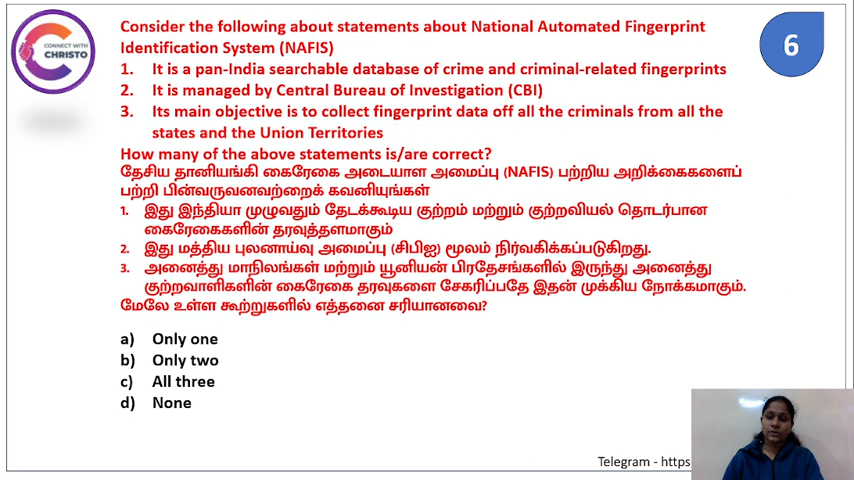 CONNECT WITH
CHRISTO
6
Consider the following about statements about National Automated Fingerprint
Identification System (NAFIS)
1. It is a pan-India searchable database of crime and criminal-related fingerprints
2. It is managed by Central Bureau of Investigation (CBI)
3. Its main objective is to collect fingerprint data off all the criminals from all the
states and the Union Territories
How many of the above statements is/are correct?
தேசிய தானியங்கி கைரேகை அடையாள அமைப்பு (NAFIS) பற்றிய அறிக்கைகளைப்
பற்றி பின்வருவனவற்றைக் கவனியுங்கள்
1. இது இந்தியா முழுவதும் தேடக்கூடிய குற்றம் மற்றும் குற்றவியல் தொடர்பான
கைரேகைகளின் தரவுத்தளமாகும்
2. இது மத்திய புலனாய்வு அமைப்பு (சிபிஐ) மூலம் நிர்வகிக்கப்படுகிறது.
3. அனைத்து மாநிலங்கள் மற்றும் யூனியன் பிரதேசங்களில் இருந்து அனைத்து
குற்றவாளிகளின் கைரேகை தரவுகளை சேகரிப்பதே இதன் முக்கிய நோக்கமாகும்.
மேலே உள்ள கூற்றுகளில் எத்தனை சரியானவை?
a) Only one
b) Only two
c) All three
d) None
Telegram - https